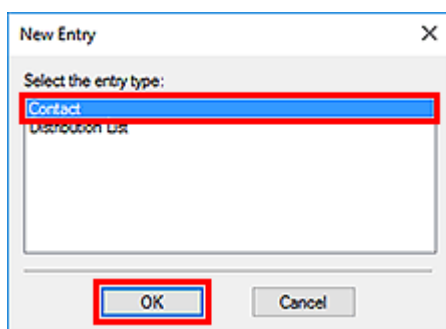 New Entry
Select the entry type:
Contact
Distribution List
OK Cancel